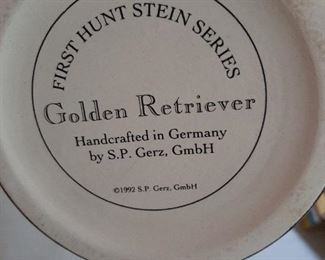 FIRST HUNT STEIN SERIES
Golden Retriever
Handcrafted in Germany
by S.P. Gerz, GmbH
©1992 S.P. Gerz, GmbH